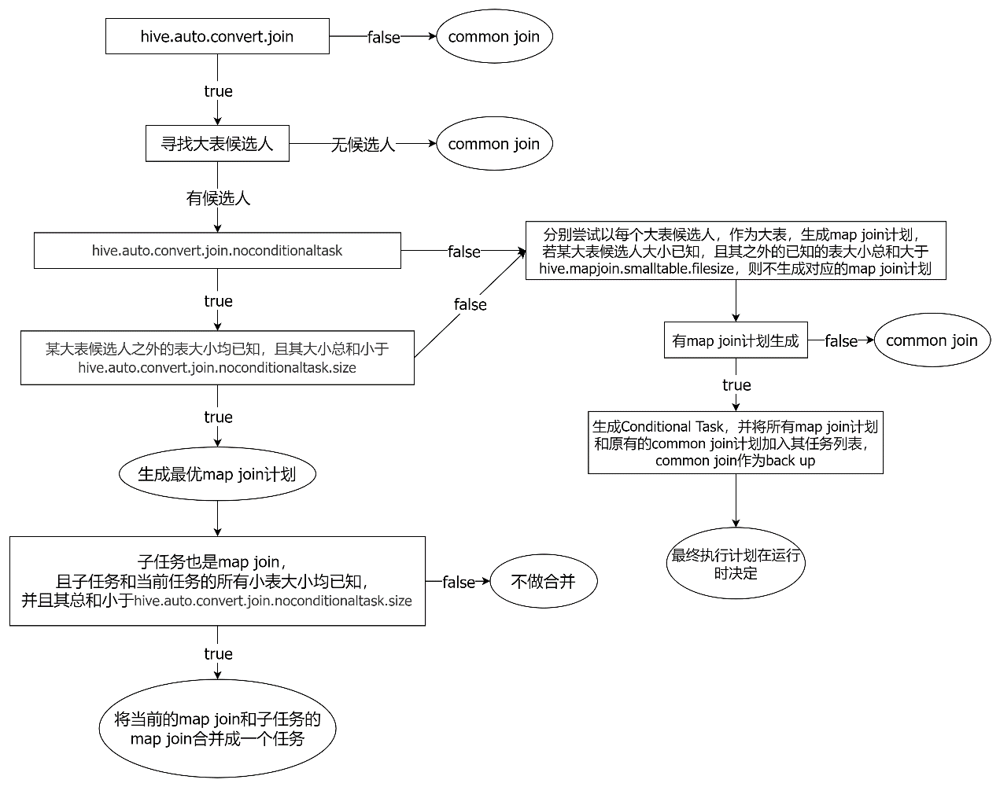 hive.auto.convert.join
false
common join
true
寻找大表候选人
无候选人
common join
有候选人
hive.auto.convert.join.noconditionaltask
false
分别尝试以每个大表候选人，作为大表，生成map join计划，
若某大表候选人大小已知，且其之外的已知的表大小总和大于
hive.mapjoin.smalltable.filesize，则不生成对应的map join计划
true
false
某大表候选人之外的表大小均已知，且其大小总和小于
hive.auto.convert.join.noconditionaltask.size
有map join计划生成
false
common join
true
true
生成Conditional Task，并将所有map join计划
和原有的common join计划加入其任务列表，
common join作为back up
生成最优map join计划
子任务也是map join，
且子任务和当前任务的所有小表大小均已知，
并且其总和小于hive.auto.convert.join.noconditionaltask.size
false
不做合并
最终执行计划在运行
时决定
true
将当前的map join和子任务的
map join合并成一个任务